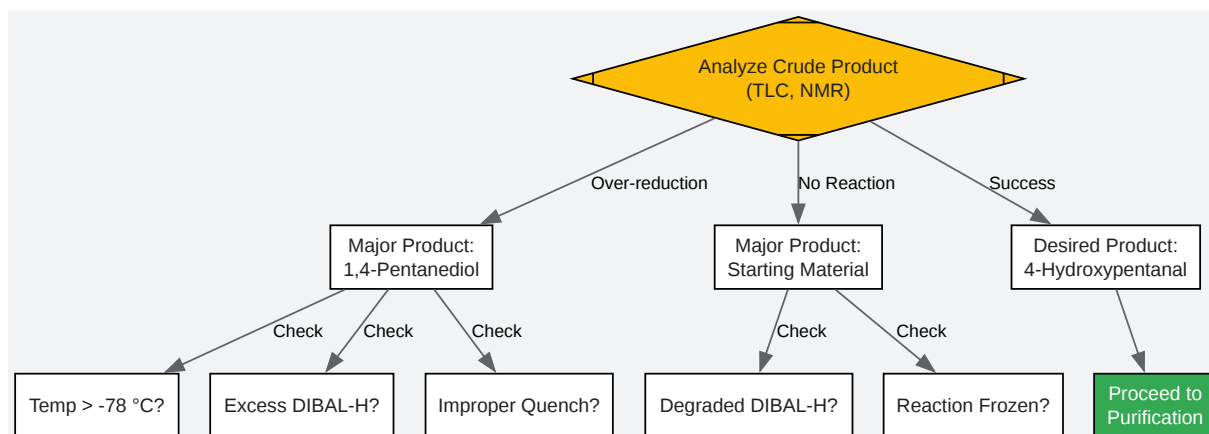 Analyze Crude Product
(TLC, NMR)
Over-reduction
No Reaction
Success
Major Product:
1,4-Pentanediol
Major Product:
Starting Material
Desired Product:
4-Hydroxypentanal
Check
Check
Check
Check
Check
Temp > -78 °C?
Excess DIBAL-H?
Improper Quench?
Degraded DIBAL-H?
Reaction Frozen?
Proceed to
Purification